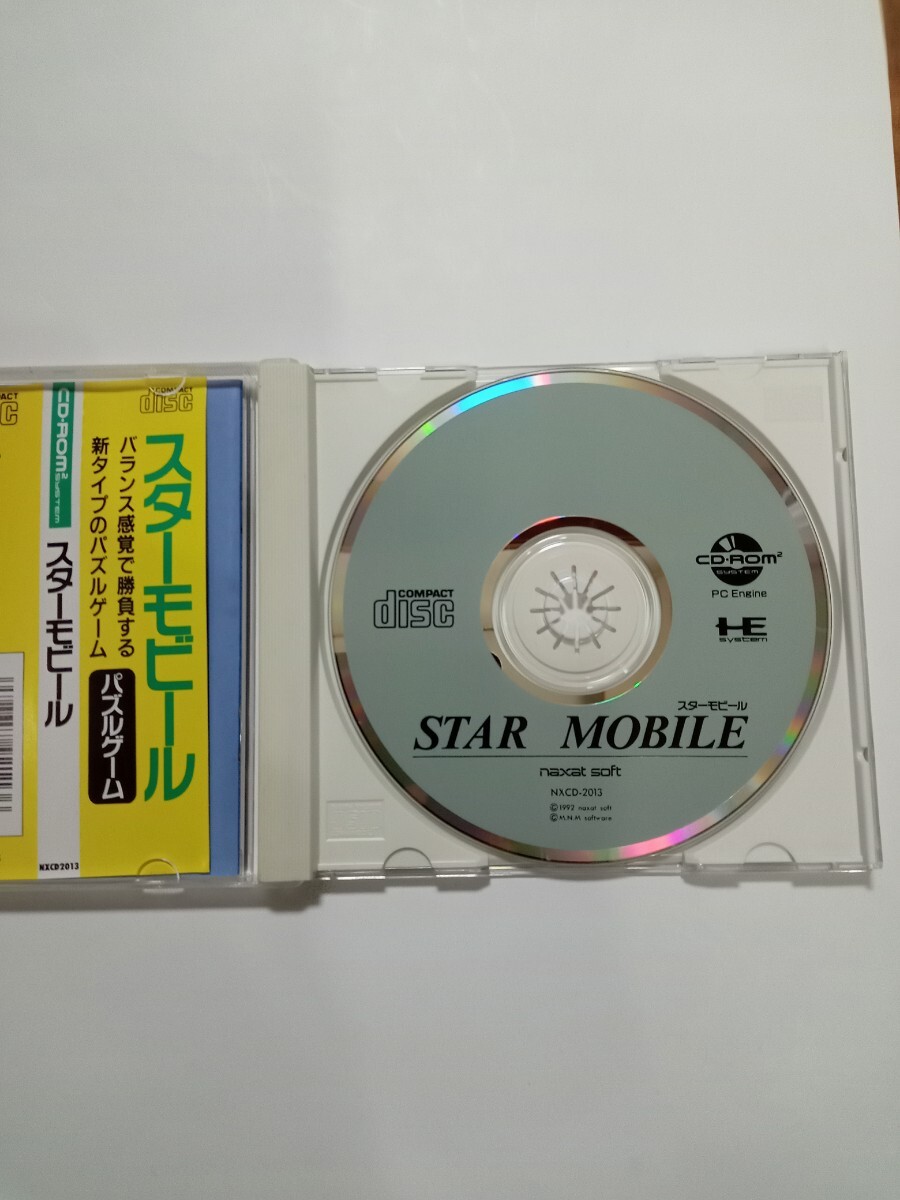 COMPACT
disc
CD-ROM²
SYSTEM
スターモビール
NXCD2013
スターモビール
バランス感覚で勝負する
新タイプのパズルゲーム
パズルゲーム
COMPACT
disc
CD-ROM²
SYSTEM
PC Engine
HE
system
スターモビール
STAR MOBILE
naxat soft
NXCD-2013
©1992 naxat soft
©M.N.M software